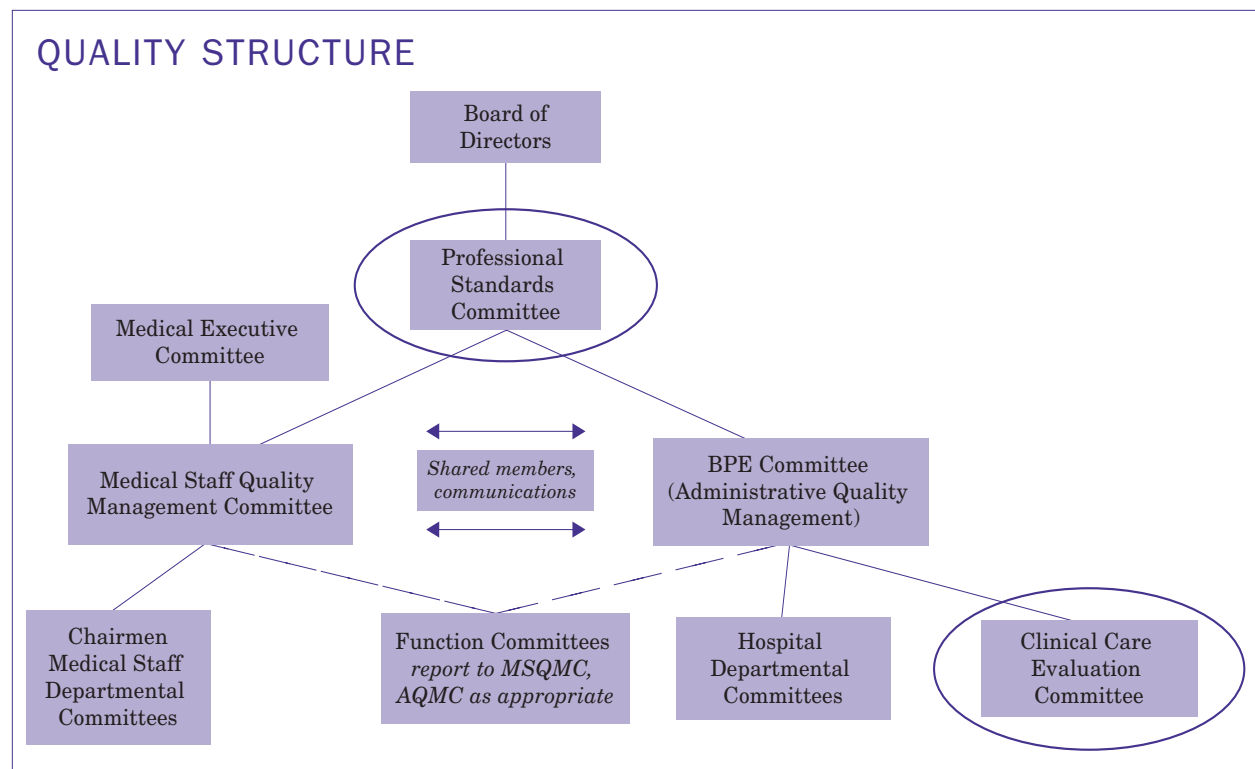 QUALITY STRUCTURE
Board of
Directors
Professional
Standards
Committee
Medical Executive
Committee
Medical Staff Quality
Management Committee
Shared members,
communications
BPE Committee
(Administrative Quality
Management)
Chairmen
Medical Staff
Departmental
Committees
Function Committees
report to MSQMC,
AQMC as appropriate
Hospital
Departmental
Committees
Clinical Care
Evaluation
Committee